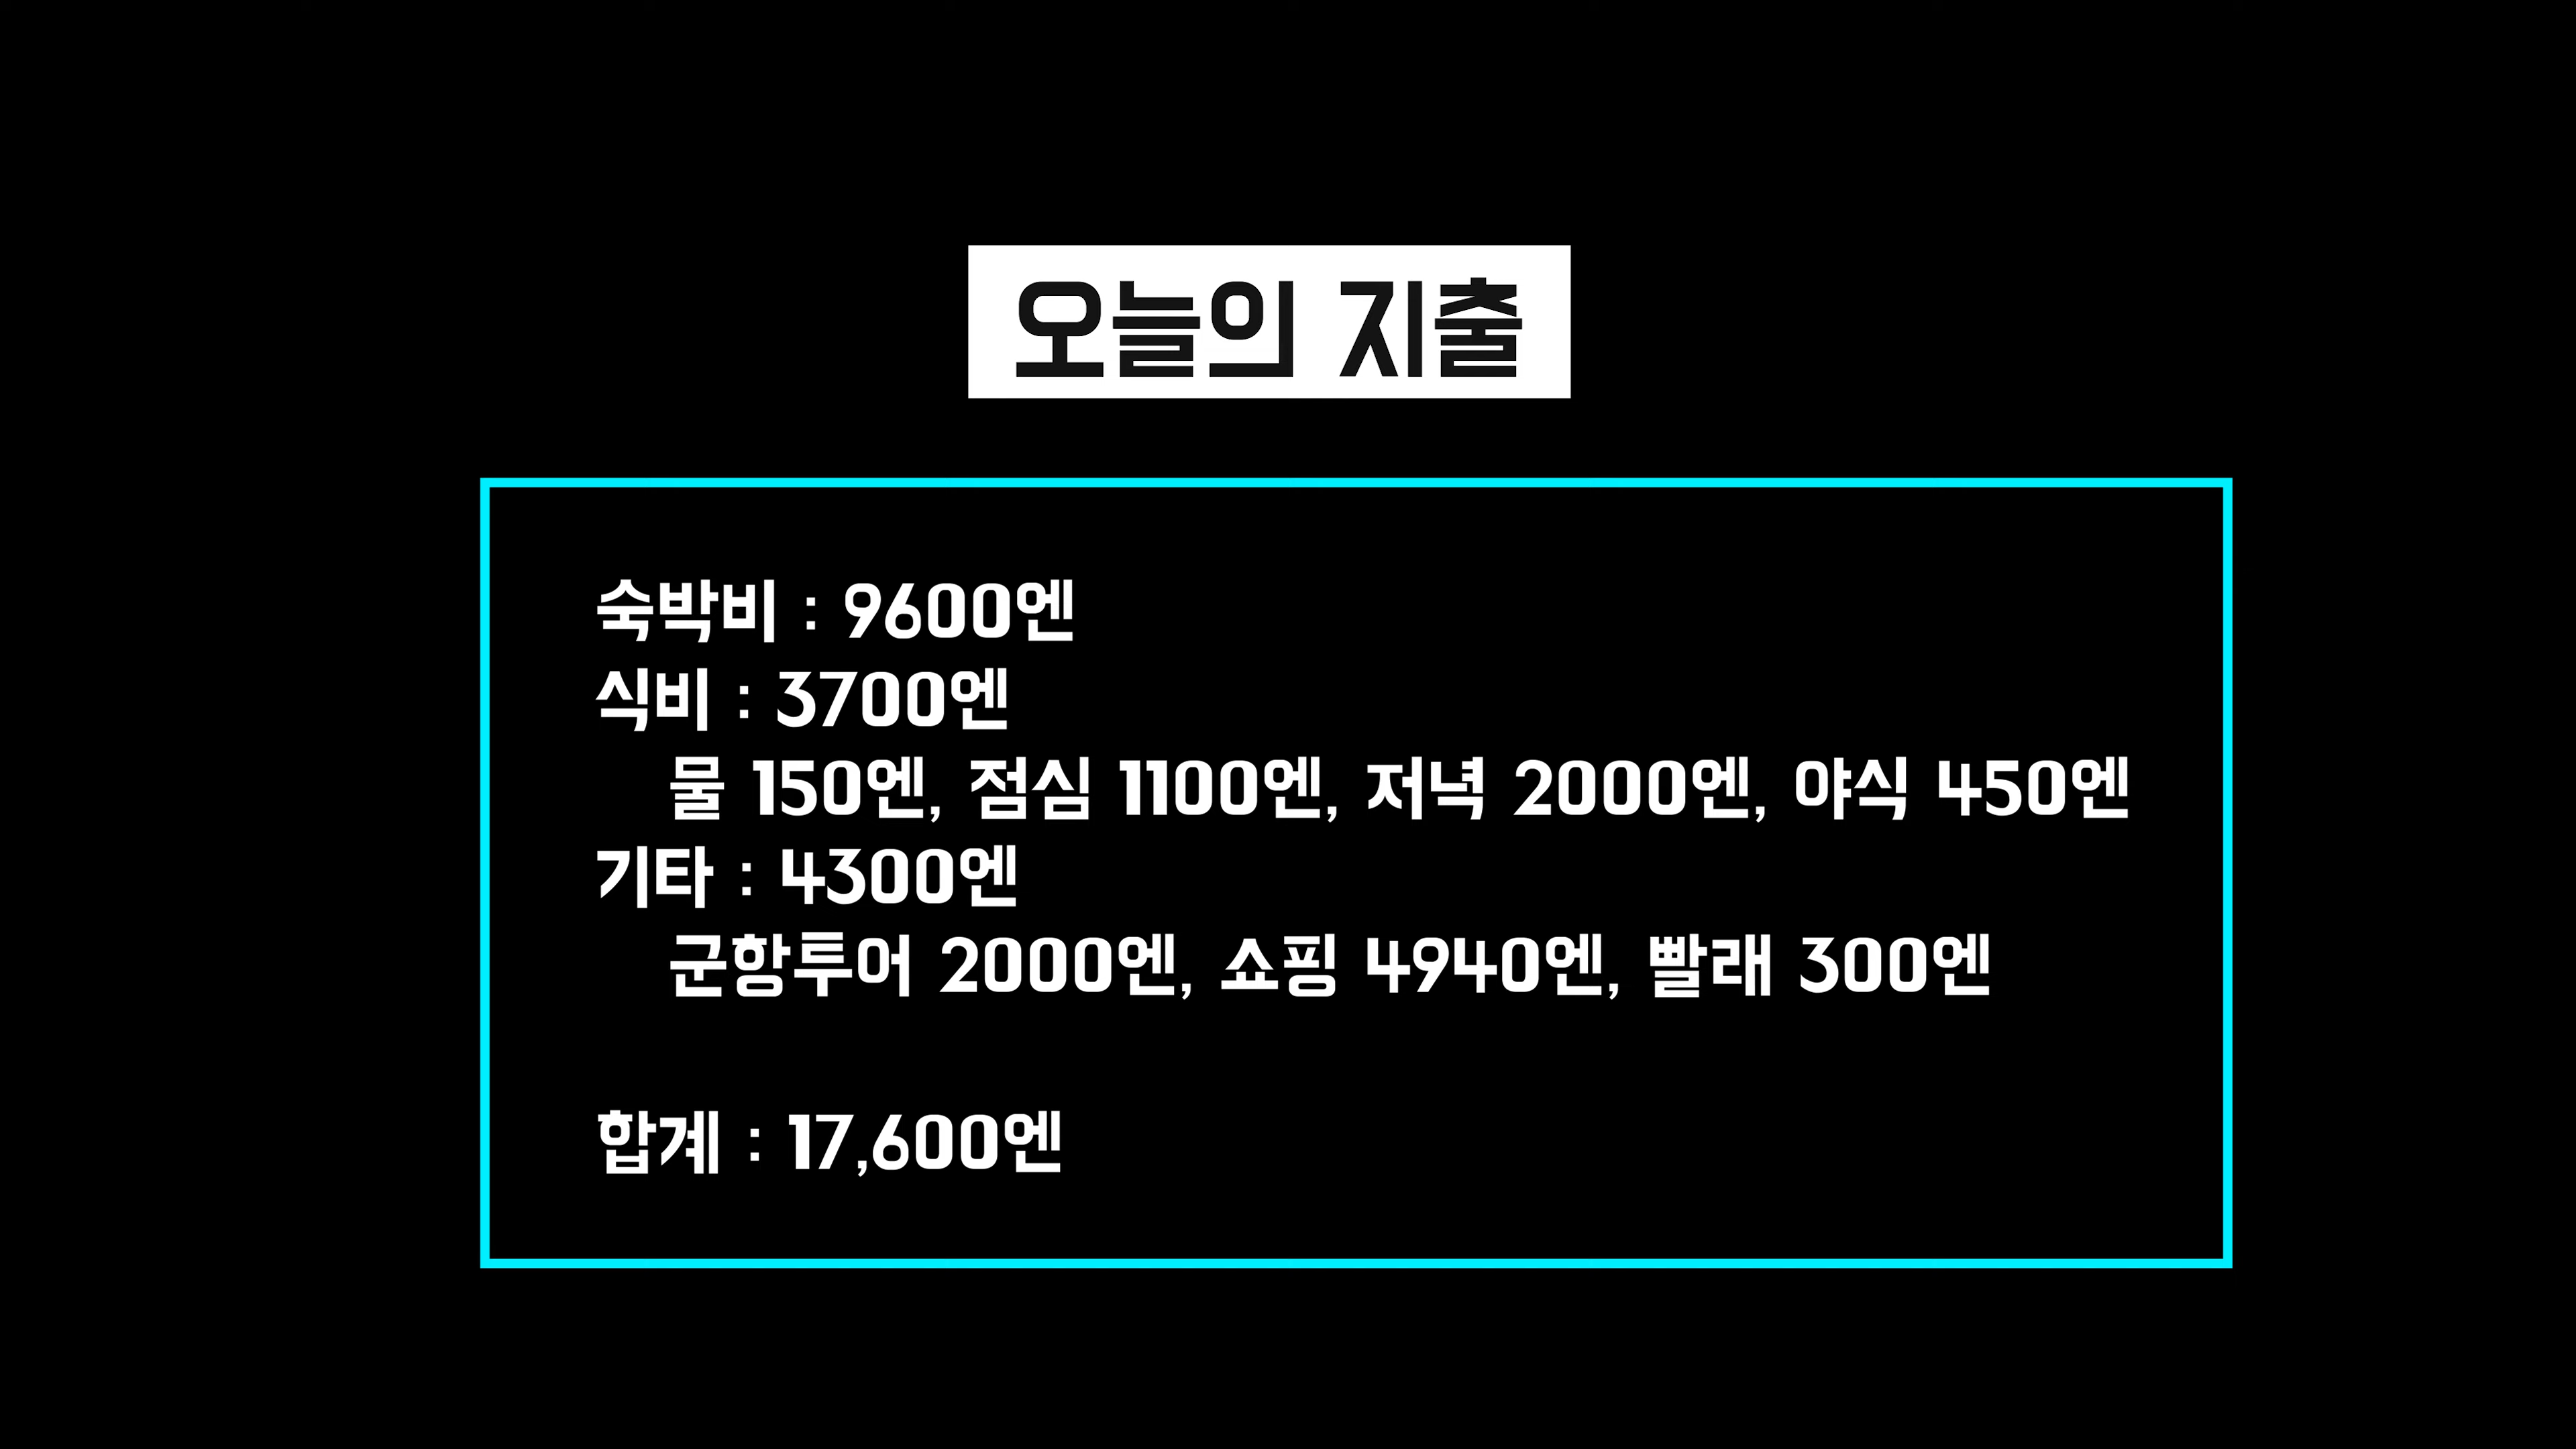 오늘의 지출
숙박비 : 9600엔
식비 : 3700엔
물 150엔, 점심 1100엔, 저녁 2000엔, 야식 450엔
기타 : 4300엔
군항투어 2000엔, 쇼핑 4940엔, 빨래 300엔
합계 : 17,600엔